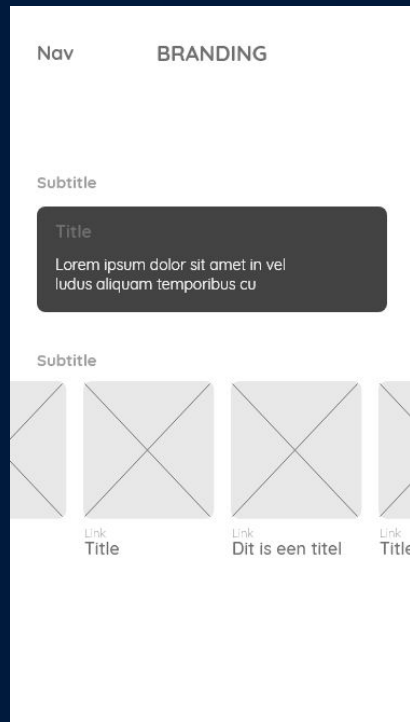 Nav BRANDING
Subtitle
Title
Lorem ipsum dolor sit amet in vel
ludus aliquam temporibus cu
Subtitle
Link
Title
Link
Dit is een titel
Link
Title